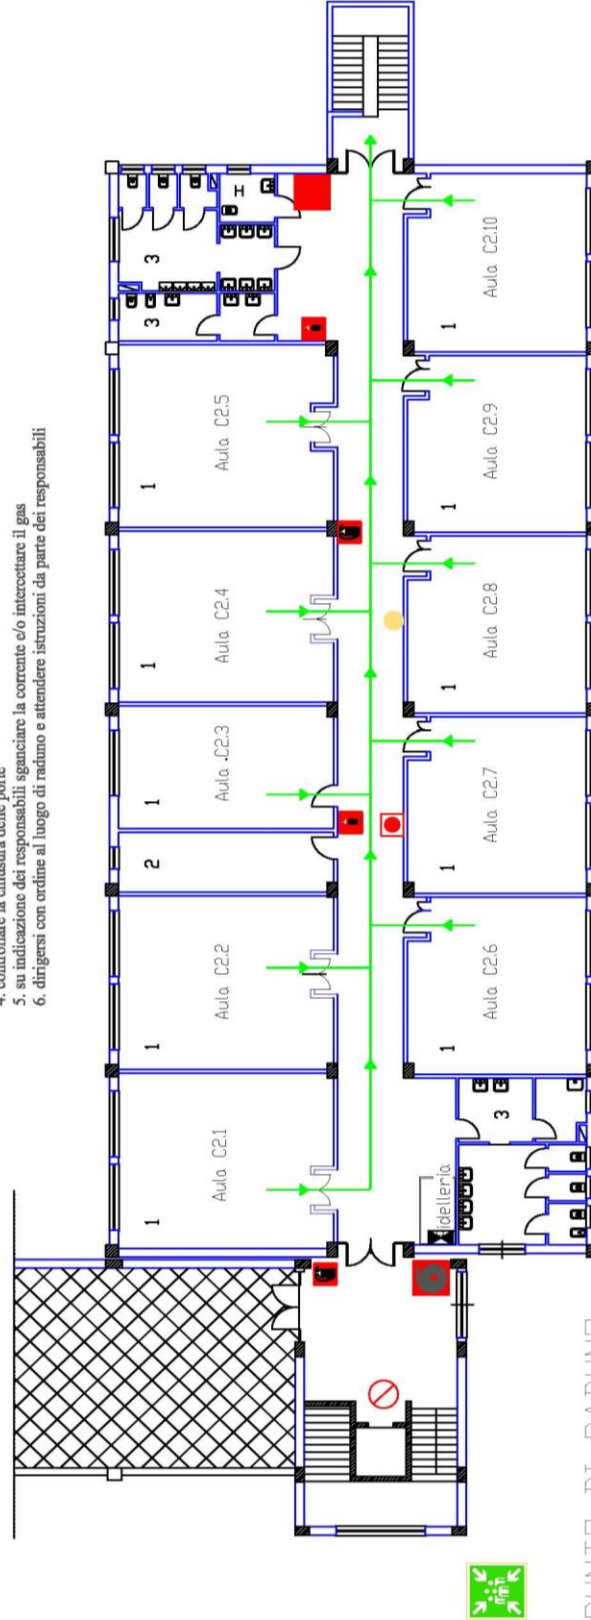 4. controllare la chiusura delle porte
5. su indicazione dei responsabili sganciare la corrente e/o intercettare il gas
6. dirigersi con ordine al luogo di raduno e attendere istruzioni da parte dei responsabili
3
3
H
1
Aula C2.1
1
Aula C2.2
2
1
Aula .C2.3
1
Aula C2.4
1
Aula C2.5
idelleria
3
1
Aula C2.6
1
Aula C2.7
1
Aula C2.8
1
Aula C2.9
1
Aula C2.10
PUNTO DI RADUNO